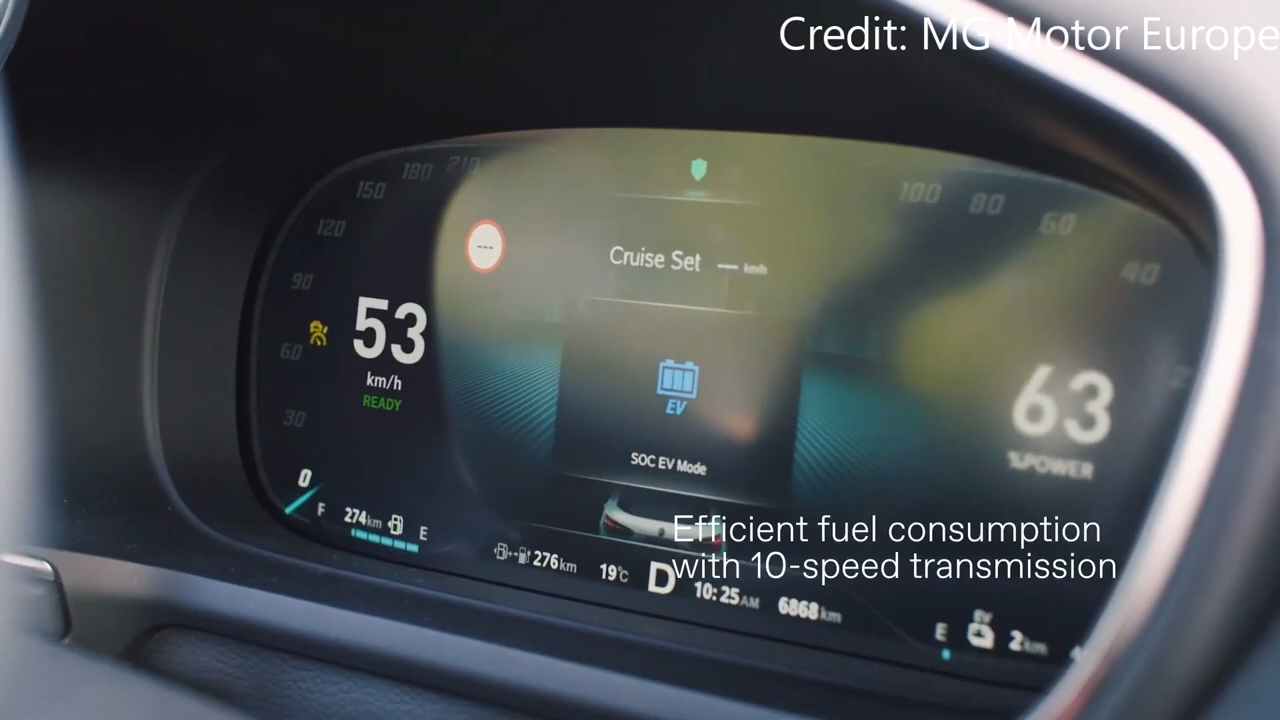 Credit: MG Motor Europe
180 210
150
120
90
60
30
0
100 80 60
40
---
Cruise Set -- km/h
53
km/h
READY
EV
SOC EV Mode
63
%POWER
F 274km E
276km 19°C D 10:25AM 6868km
E EV 2km
Efficient fuel consumption
with 10-speed transmission